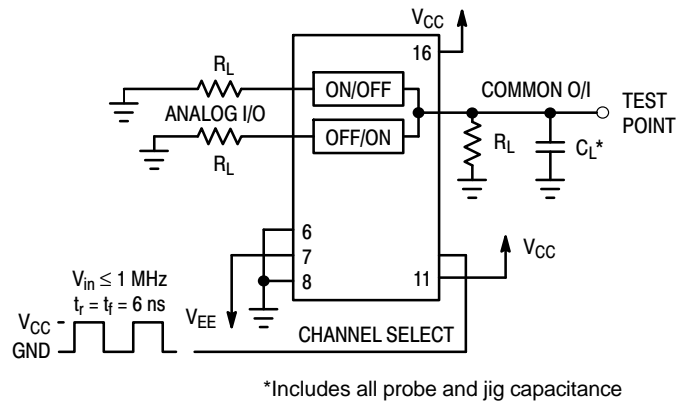 VCC
16
RL
ON/OFF
COMMON O/I
TEST
POINT
ANALOG I/O
OFF/ON
RL
RL
CL*
6
7
8
11
VCC
Vin ≤ 1 MHz
tr = tf = 6 ns
VCC
GND
VEE
CHANNEL SELECT
*Includes all probe and jig capacitance